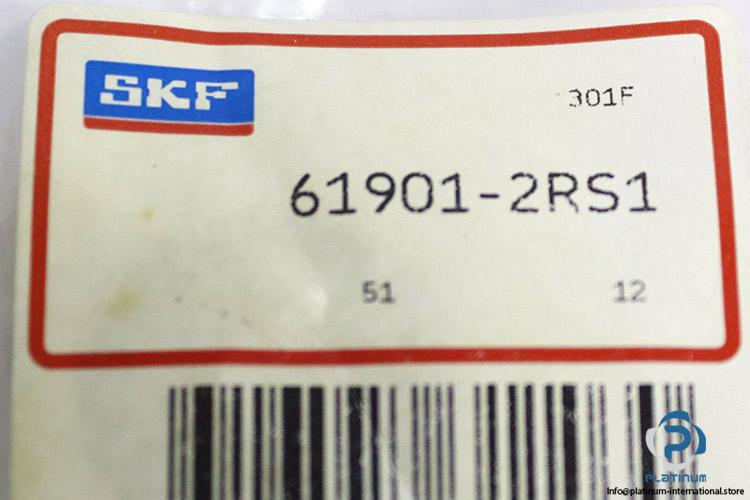 SKF
301F
61901-2RS1
51 12
PLATINUM
Info@platinum-international.store